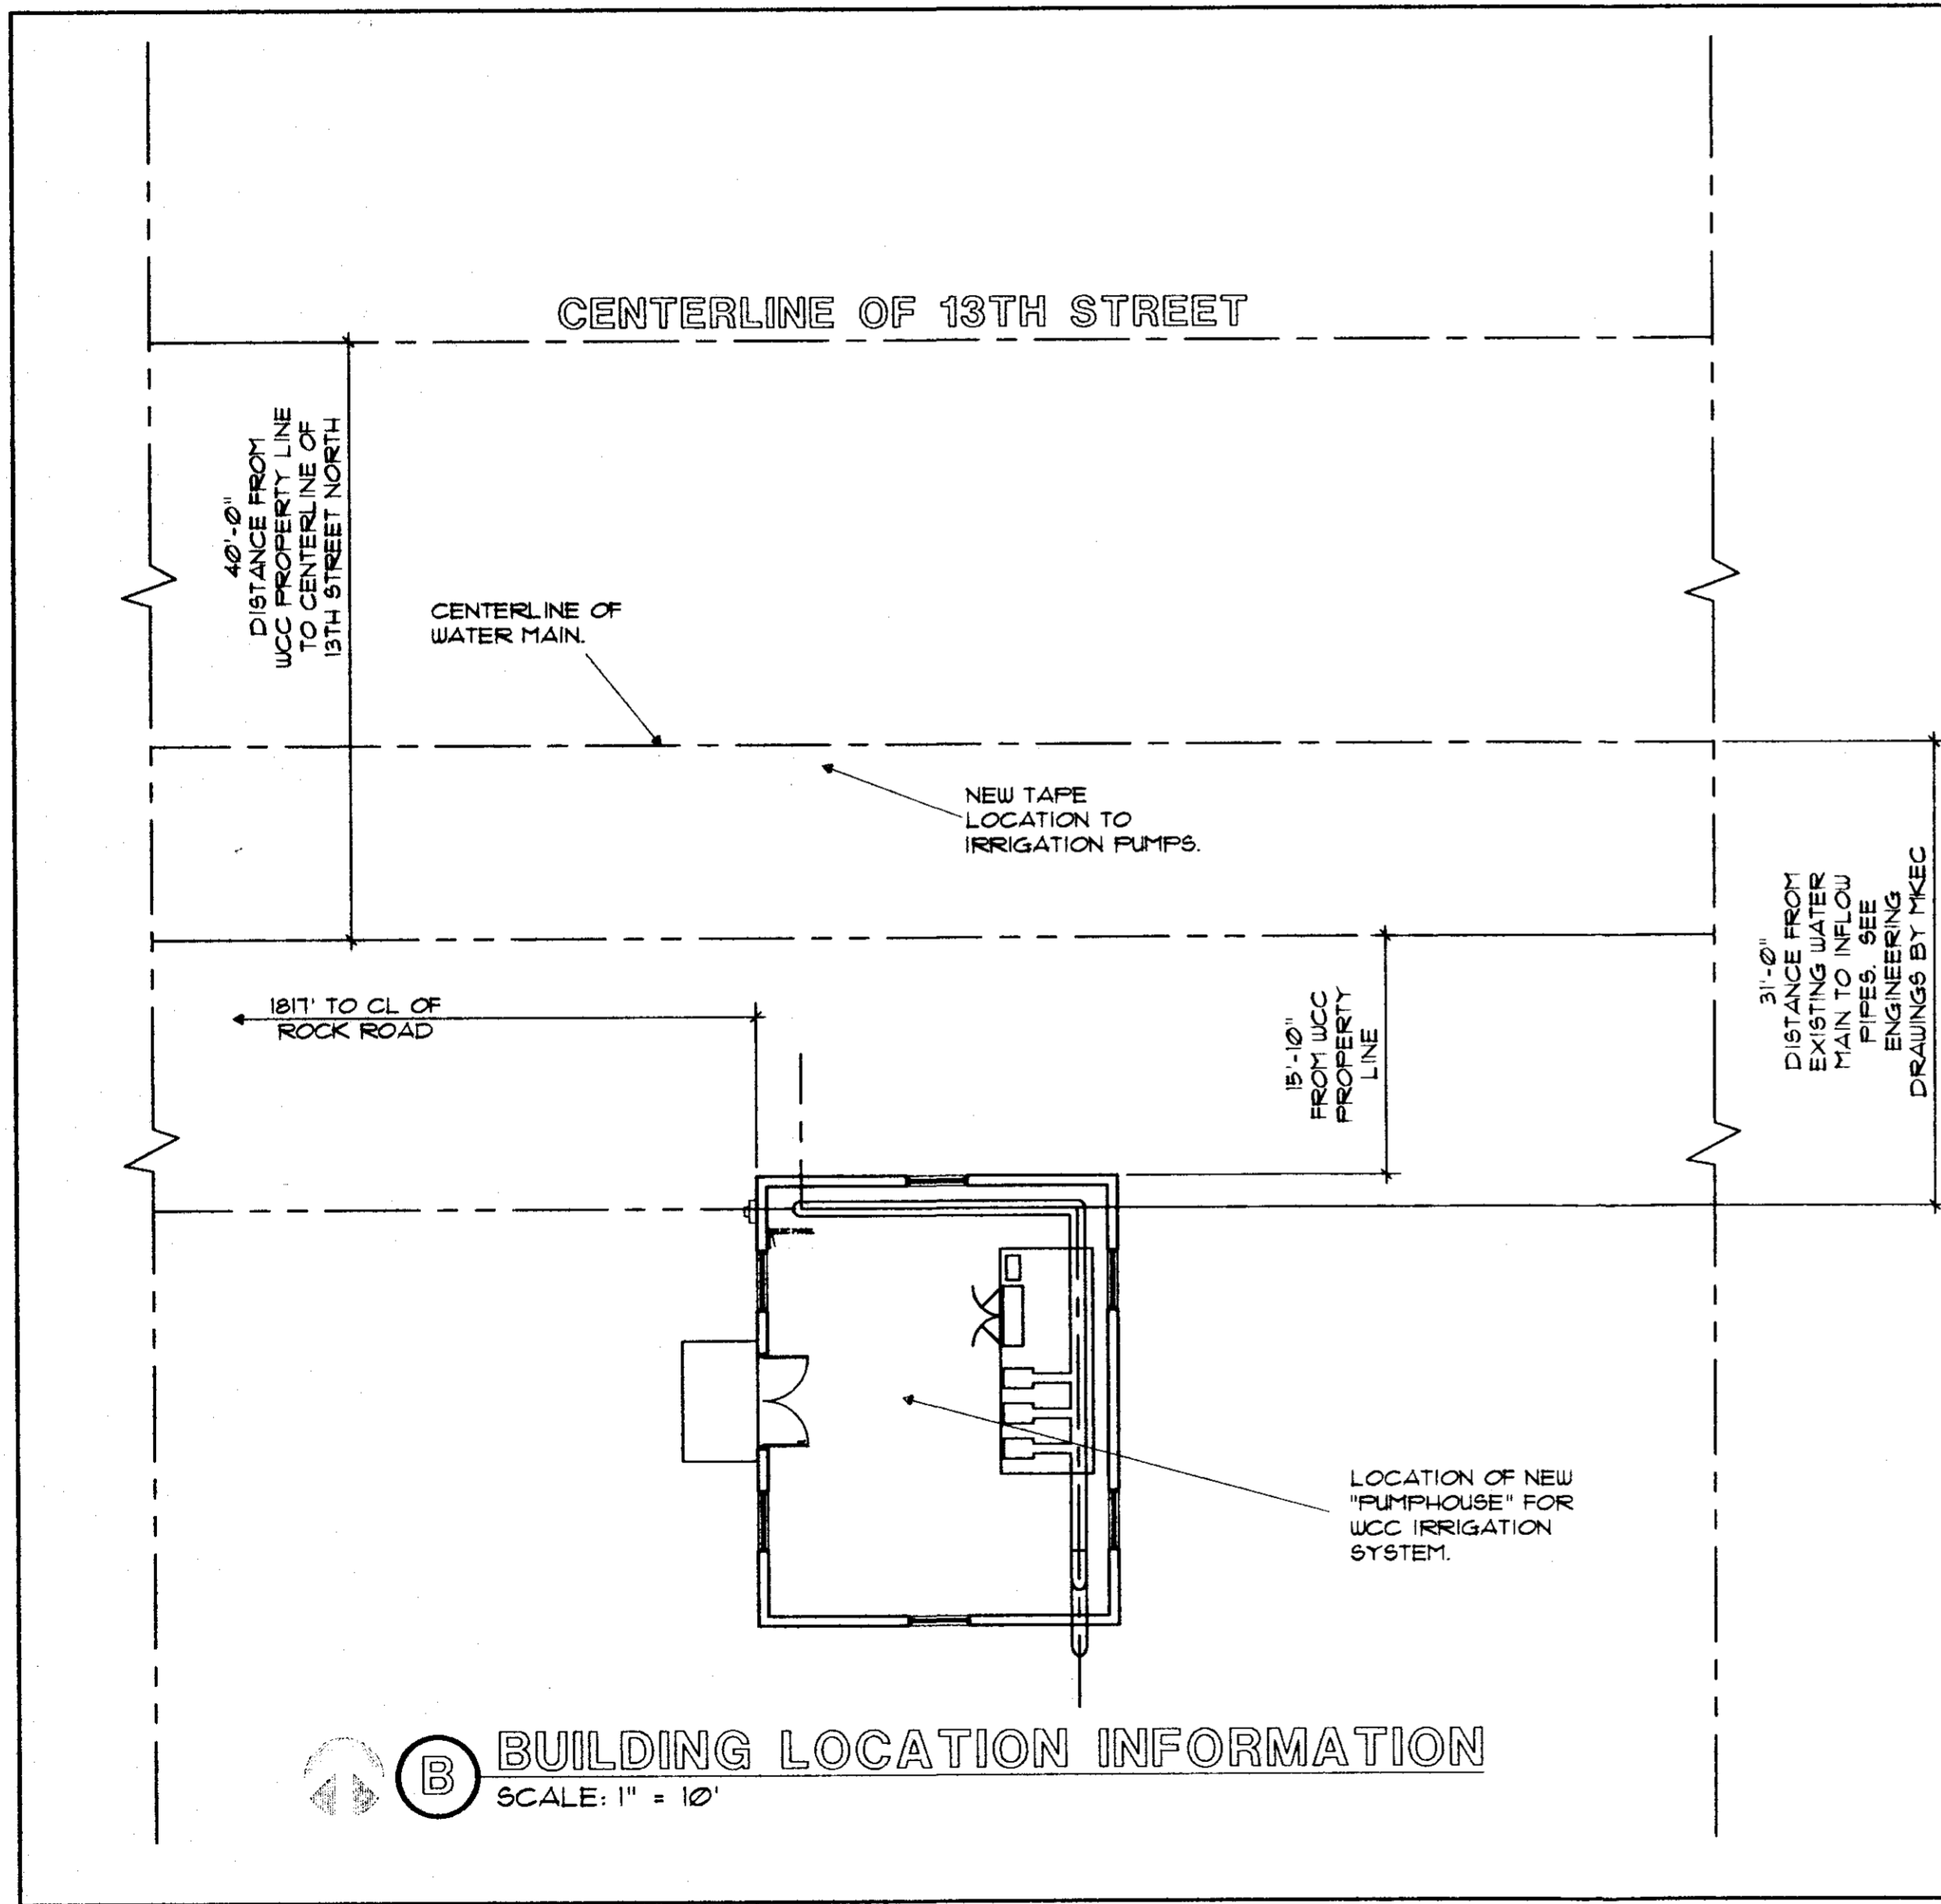 CENTERLINE OF 13TH STREET
40'-0"
DISTANCE FROM
WCC PROPERTY LINE
TO CENTERLINE OF
13TH STREET NORTH
CENTERLINE OF
WATER MAIN.
NEW TAPE
LOCATION TO
IRRIGATION PUMPS.
31'-0"
DISTANCE FROM
EXISTING WATER
MAIN TO INFLOW
PIPES. SEE
ENGINEERING
DRAWINGS BY MKEC
1817' TO CL OF
ROCK ROAD
15'-10"
FROM WCC
PROPERTY
LINE
LOCATION OF NEW
"PUMPHOUSE" FOR
WCC IRRIGATION
SYSTEM.
B
BUILDING LOCATION INFORMATION
SCALE: 1" = 10'